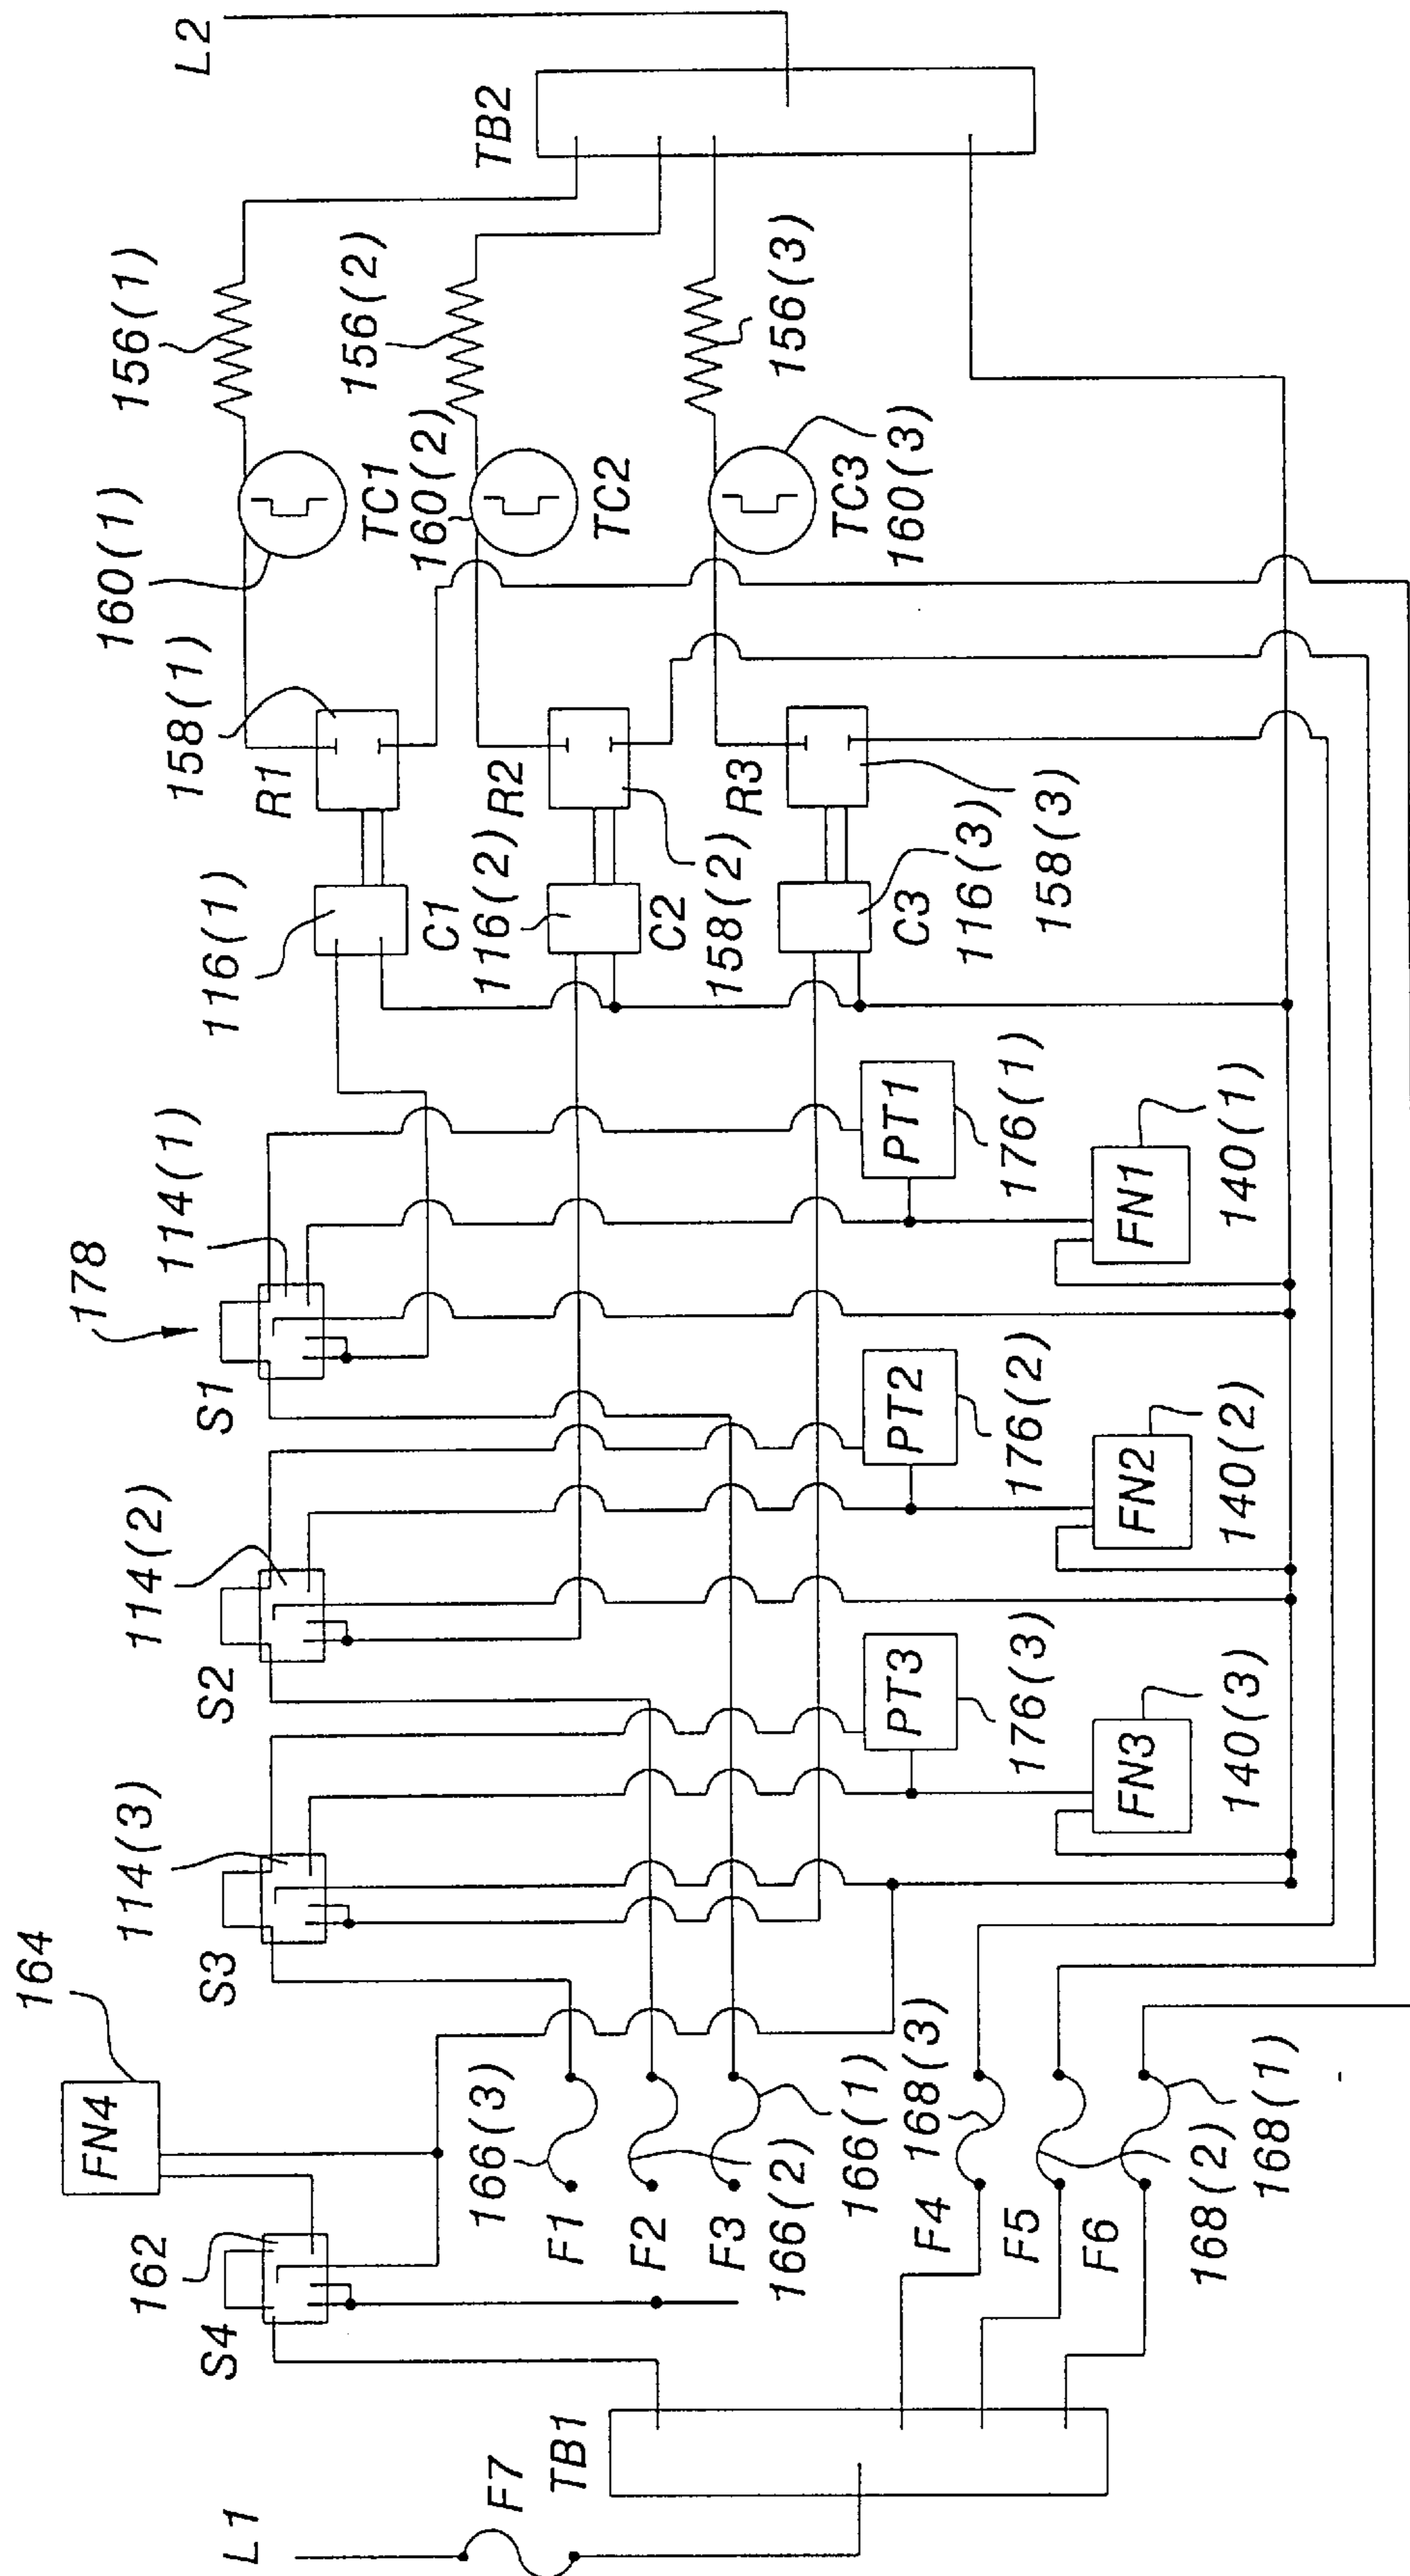 178
L1
F7
TB1
S4
162
FN4
164
S3
114(3)
S2
114(2)
S1
114(1)
116(1)
C1
R1
158(1)
160(1)
TC1
156(1)
L2
TB2
116(2)
C2
R2
158(2)
160(2)
TC2
156(2)
C3
116(3)
R3
158(3)
TC3
160(3)
156(3)
166(3)
F1
F2
F3
166(2)
166(1)
F4
168(3)
F5
F6
168(2)
168(1)
PT3
176(3)
PT2
176(2)
PT1
176(1)
FN3
140(3)
FN2
140(2)
FN1
140(1)